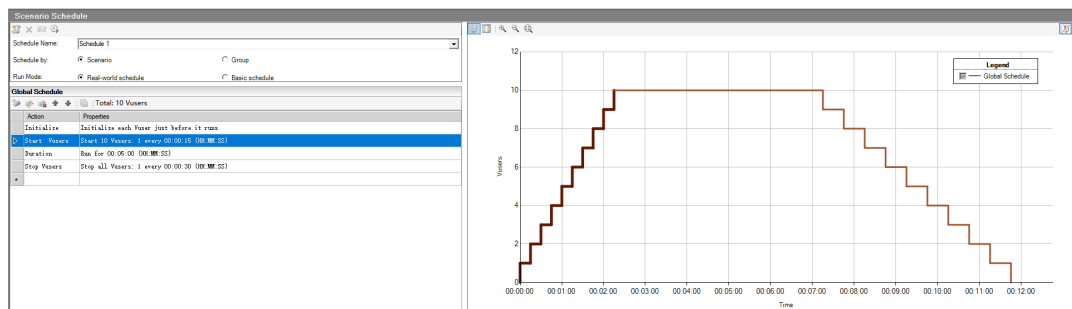 Scenario Schedule
Schedule Name: Schedule 1
Schedule by: Scenario Group
Run Mode: Real-world schedule Basic schedule
Global Schedule
Total: 10 Vusers
Action Properties
Initialize Initialize each Vuser just before it runs
Start Vusers Start 10 Vusers: 1 every 00:00:15 (HH:MM:SS)
Duration Run for 00:05:00 (HH:MM:SS)
Stop Vusers Stop all Vusers: 1 every 00:00:30 (HH:MM:SS)
*
Legend
Global Schedule
12
10
8
6
4
2
0
Vusers
00:00:00 00:01:00 00:02:00 00:03:00 00:04:00 00:05:00 00:06:00 00:07:00 00:08:00 00:09:00 00:10:00 00:11:00 00:12:00
Time